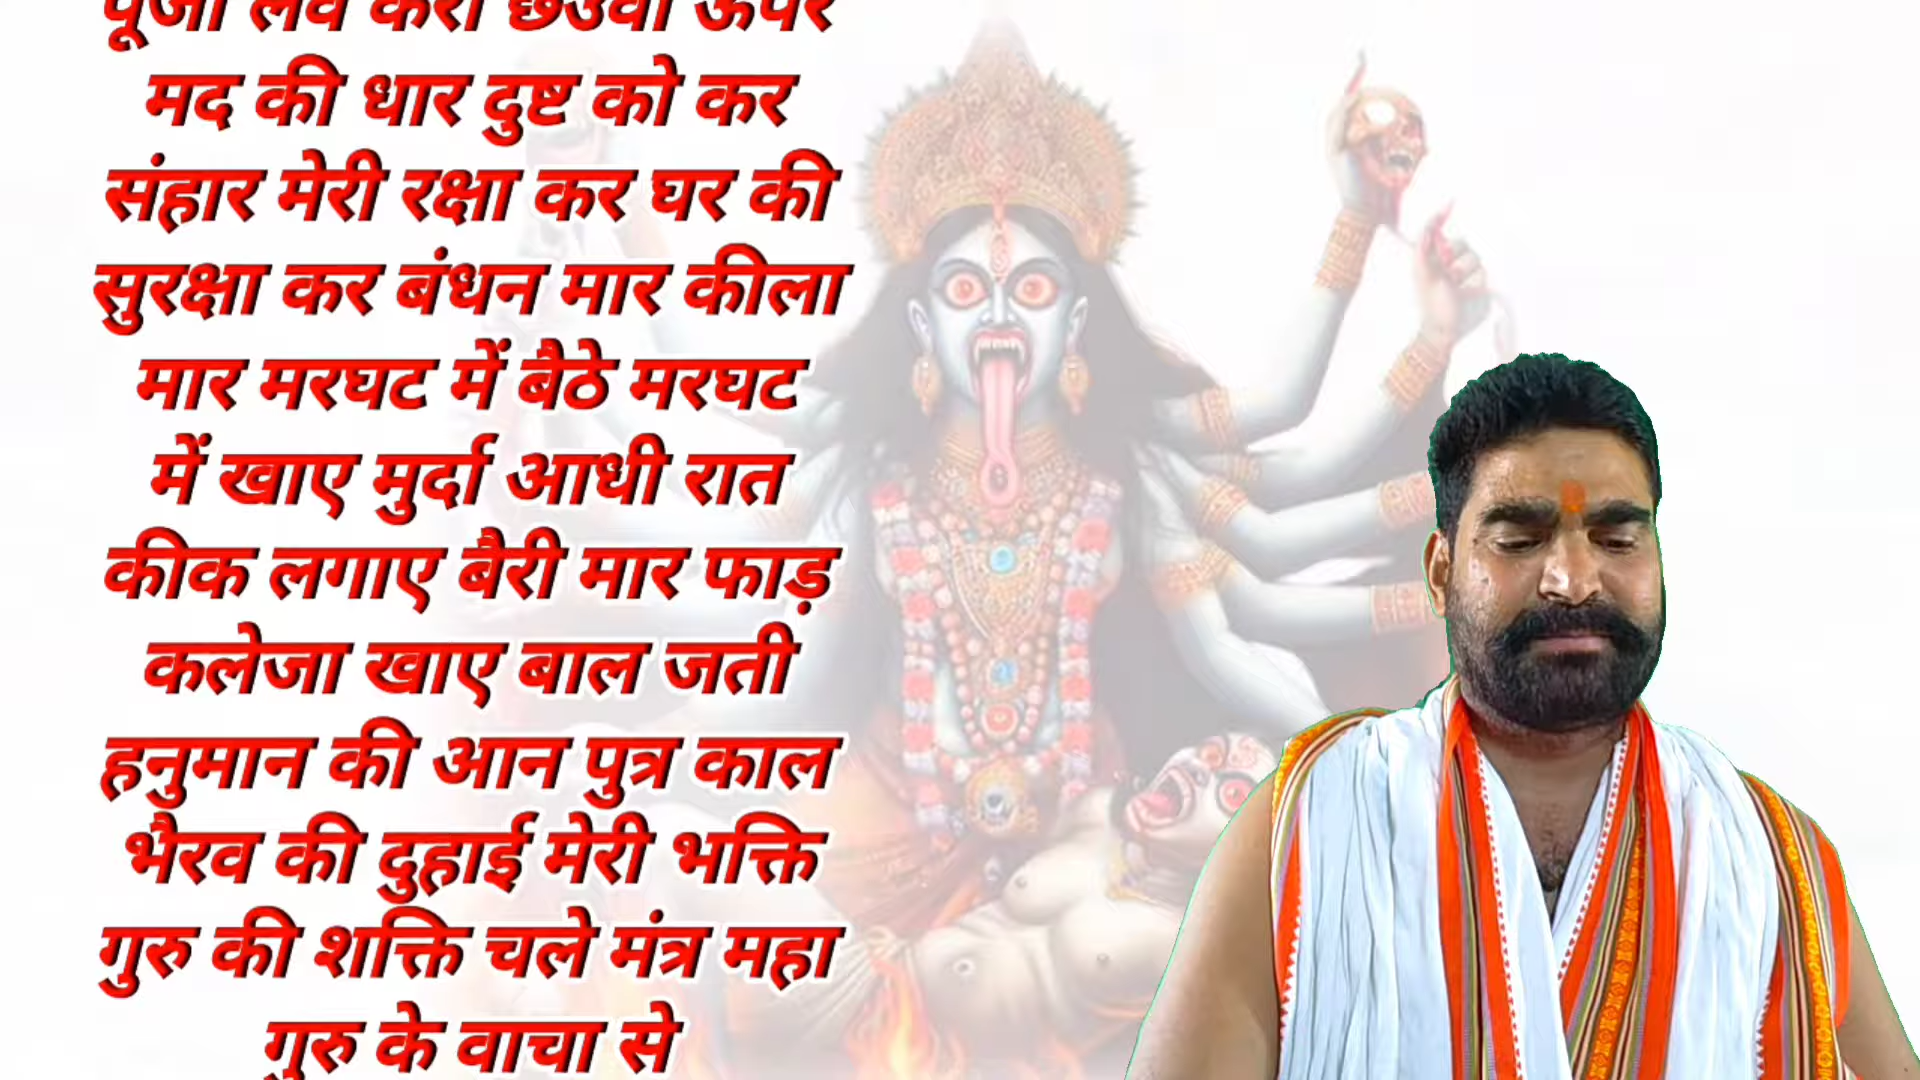 मद की धार दुष्ट को कर
संहार मेरी रक्षा कर घर की
सुरक्षा कर बंधन मार कीला
मार मरघट में बैठे मरघट
में खाए मुर्दा आधी रात
कीक लगाए बैरी मार फाड़
कलेजा खाए बाल जती
हनुमान की आन पुत्र काल
भैरव की दुहाई मेरी भक्ति
गुरु की शक्ति चले मंत्र महा
गुरु के वाचा से